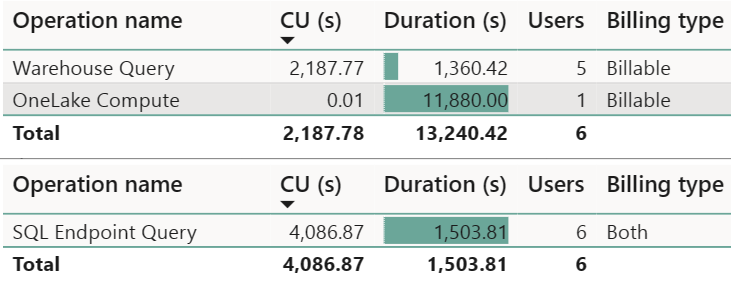 Operation name CU (s) Duration (s) Users Billing type
Warehouse Query 2,187.77 1,360.42 5 Billable
OneLake Compute 0.01 11,880.00 1 Billable
Total 2,187.78 13,240.42 6
Operation name CU (s) Duration (s) Users Billing type
SQL Endpoint Query 4,086.87 1,503.81 6 Both
Total 4,086.87 1,503.81 6